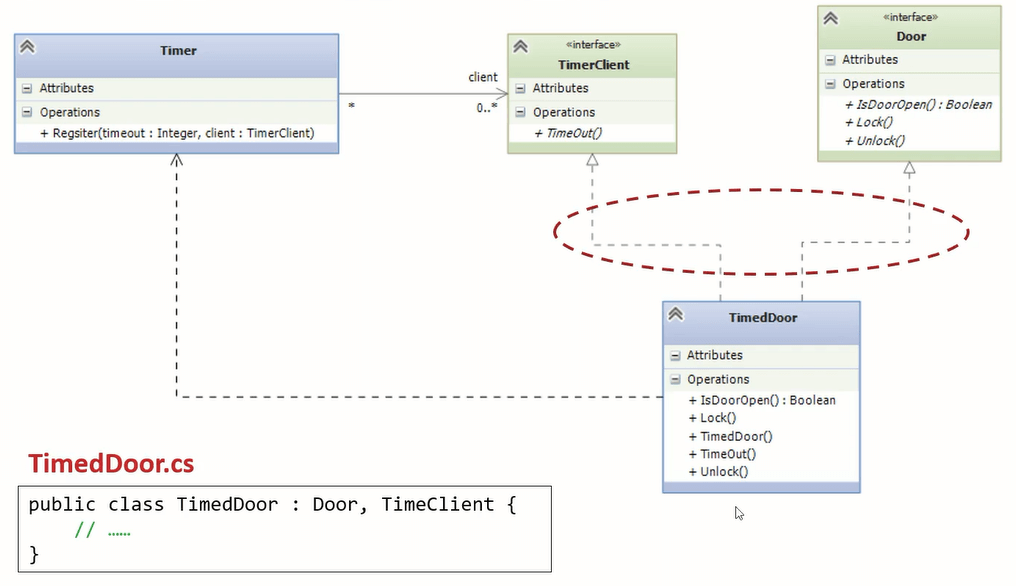 Timer
Attributes
Operations
+ Regsiter(timeout : Integer, client : TimerClient)
client
*
0..*
«interface»
TimerClient
Attributes
Operations
+ TimeOut()
«interface»
Door
Attributes
Operations
+ IsDoorOpen() : Boolean
+ Lock()
+ Unlock()
TimedDoor
Attributes
Operations
+ IsDoorOpen() : Boolean
+ Lock()
+ TimedDoor()
+ TimeOut()
+ Unlock()
TimedDoor.cs
public class TimedDoor : Door, TimeClient {
// ……
}